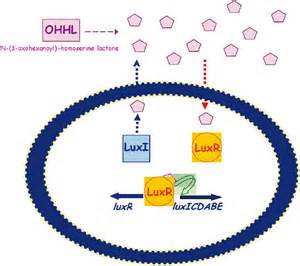 OHHL
N-(3-oxohexanoyl)-homoserine lactone
LuxI
LuxR
LuxR
luxR
luxICDABE